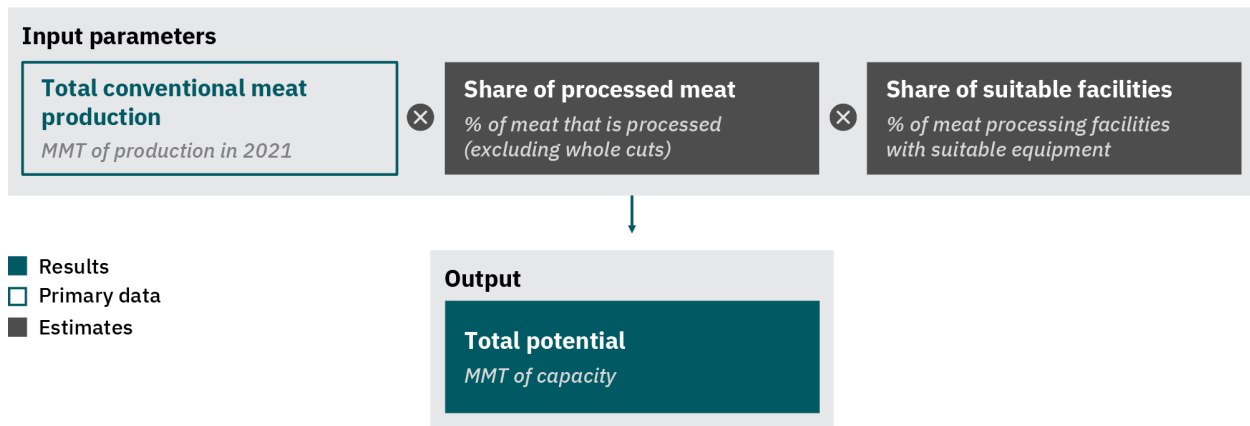 Input parameters
Total conventional meat
production
MMT of production in 2021
Share of processed meat
% of meat that is processed
(excluding whole cuts)
Share of suitable facilities
% of meat processing facilities
with suitable equipment
Results
Primary data
Estimates
Output
Total potential
MMT of capacity